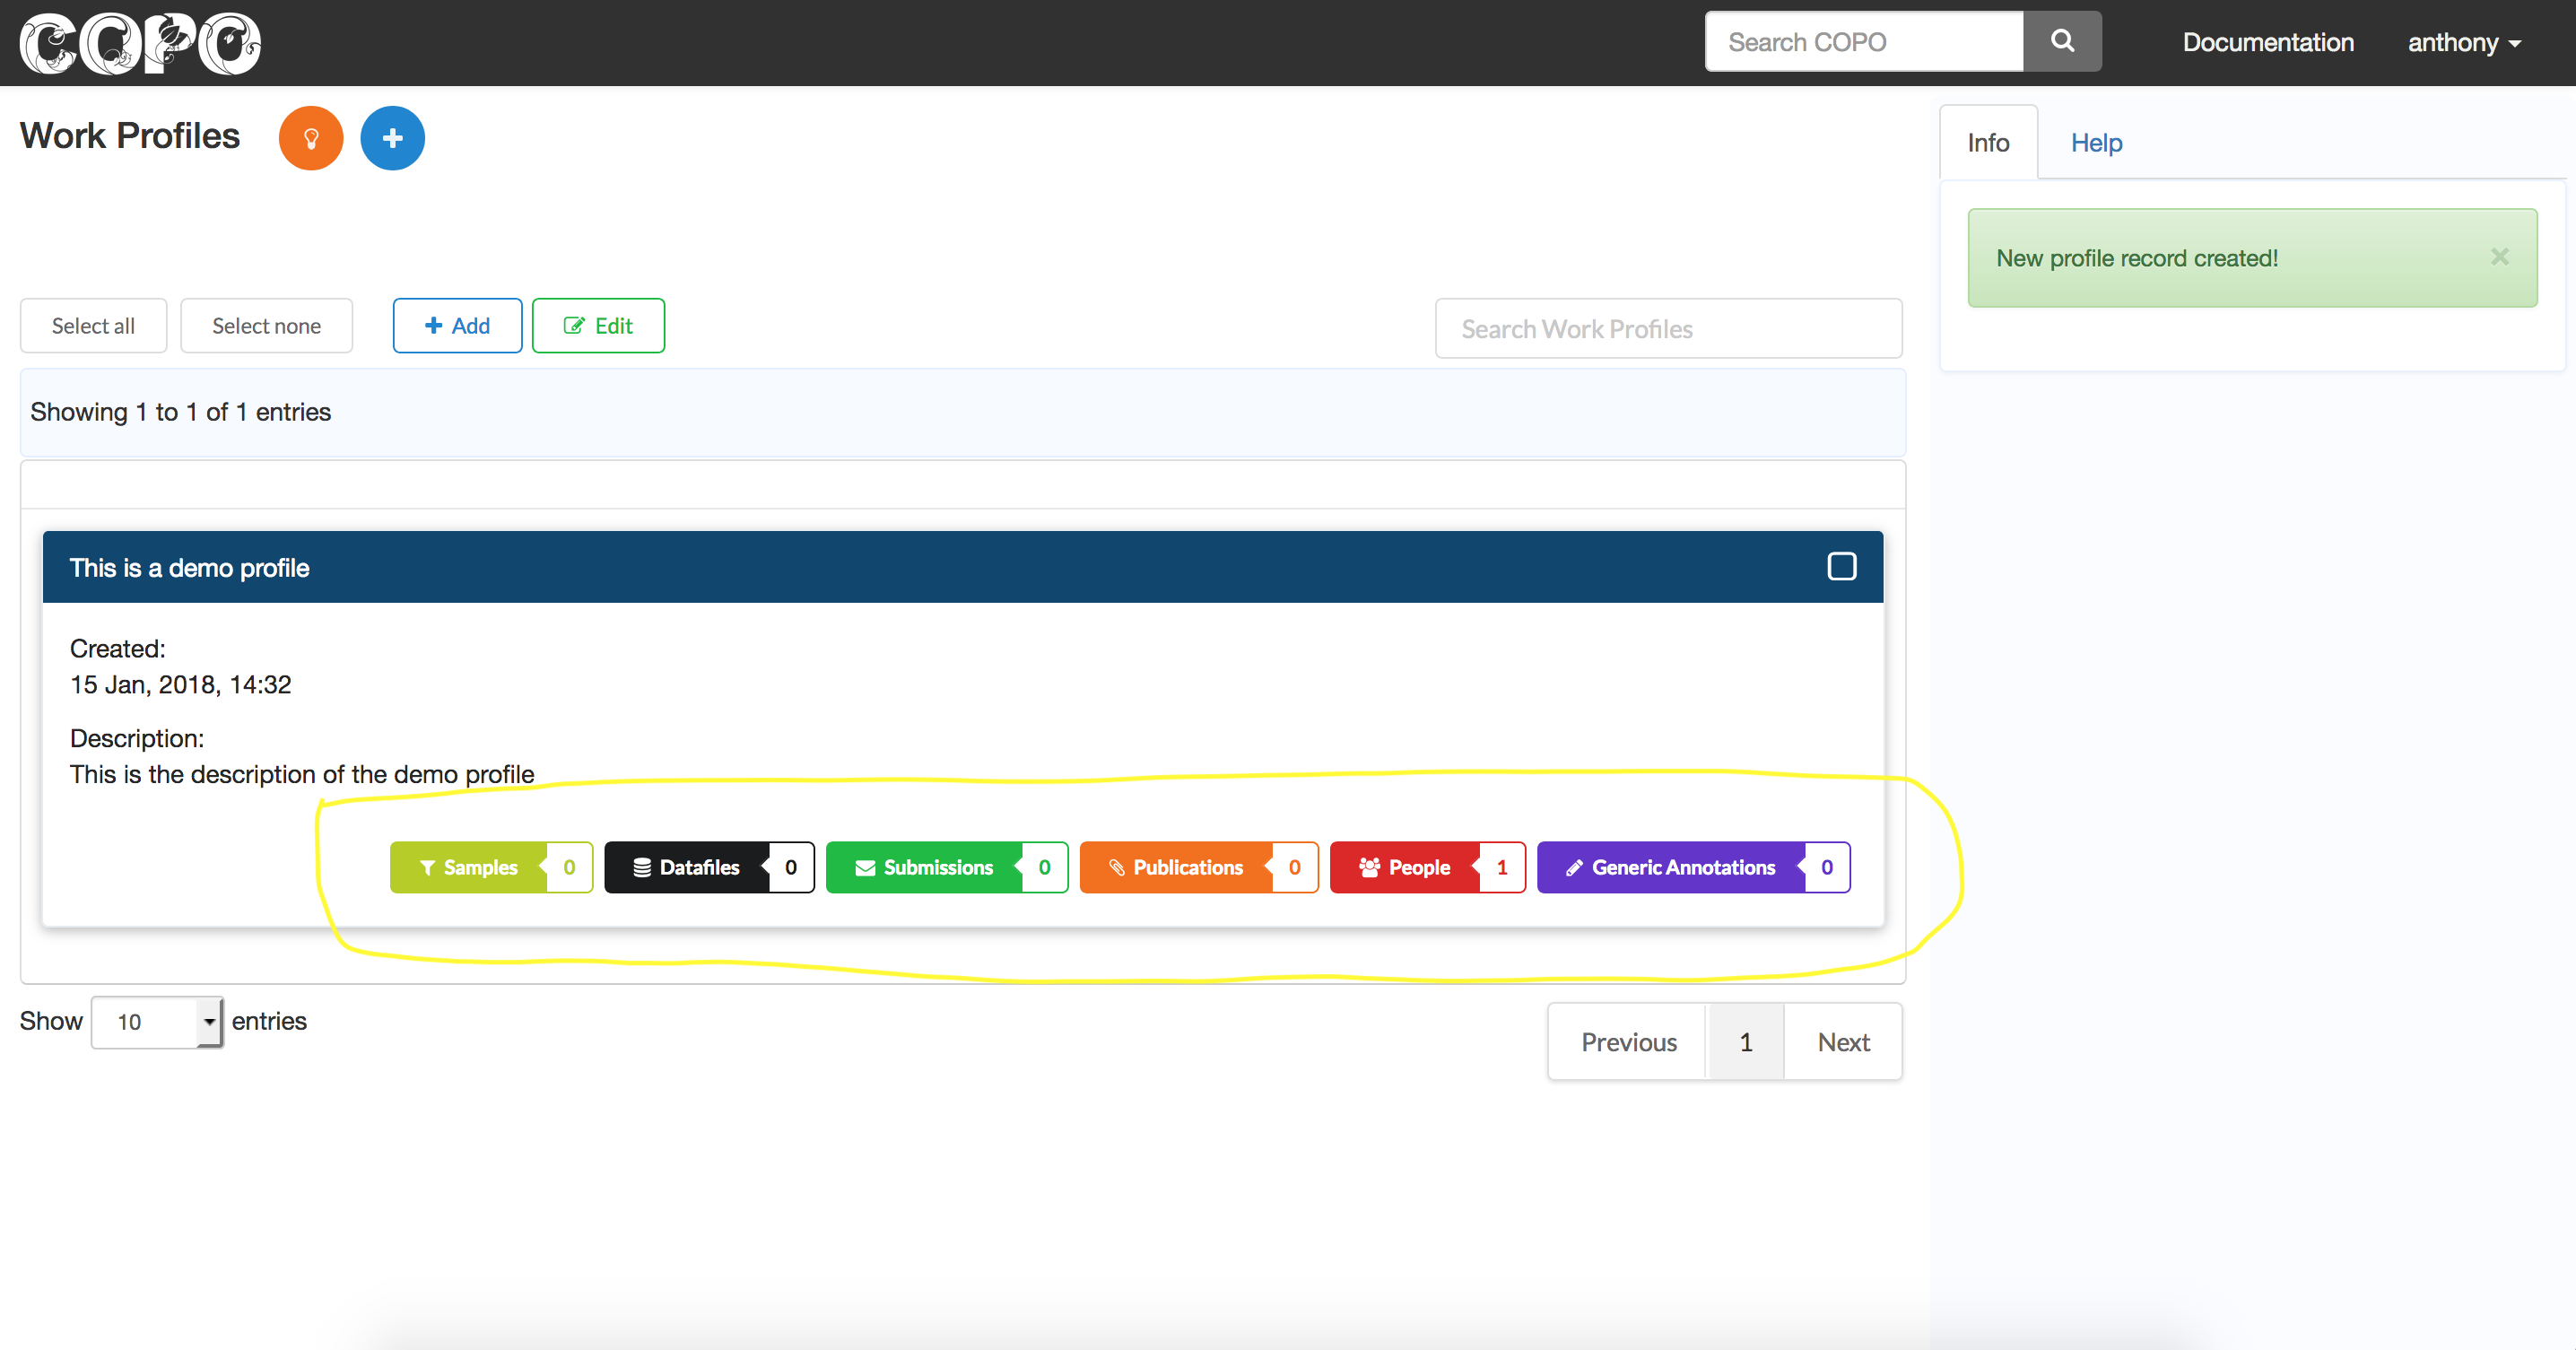 COPO
Search COPO
Documentation
anthony
Work Profiles
Info
Help
New profile record created!
×
Select all
Select none
Add
Edit
Search Work Profiles
Showing 1 to 1 of 1 entries
This is a demo profile
Created:
15 Jan, 2018, 14:32
Description:
This is the description of the demo profile
Samples 0
Datafiles 0
Submissions 0
Publications 0
People 1
Generic Annotations 0
Show 10 entries
Previous 1 Next